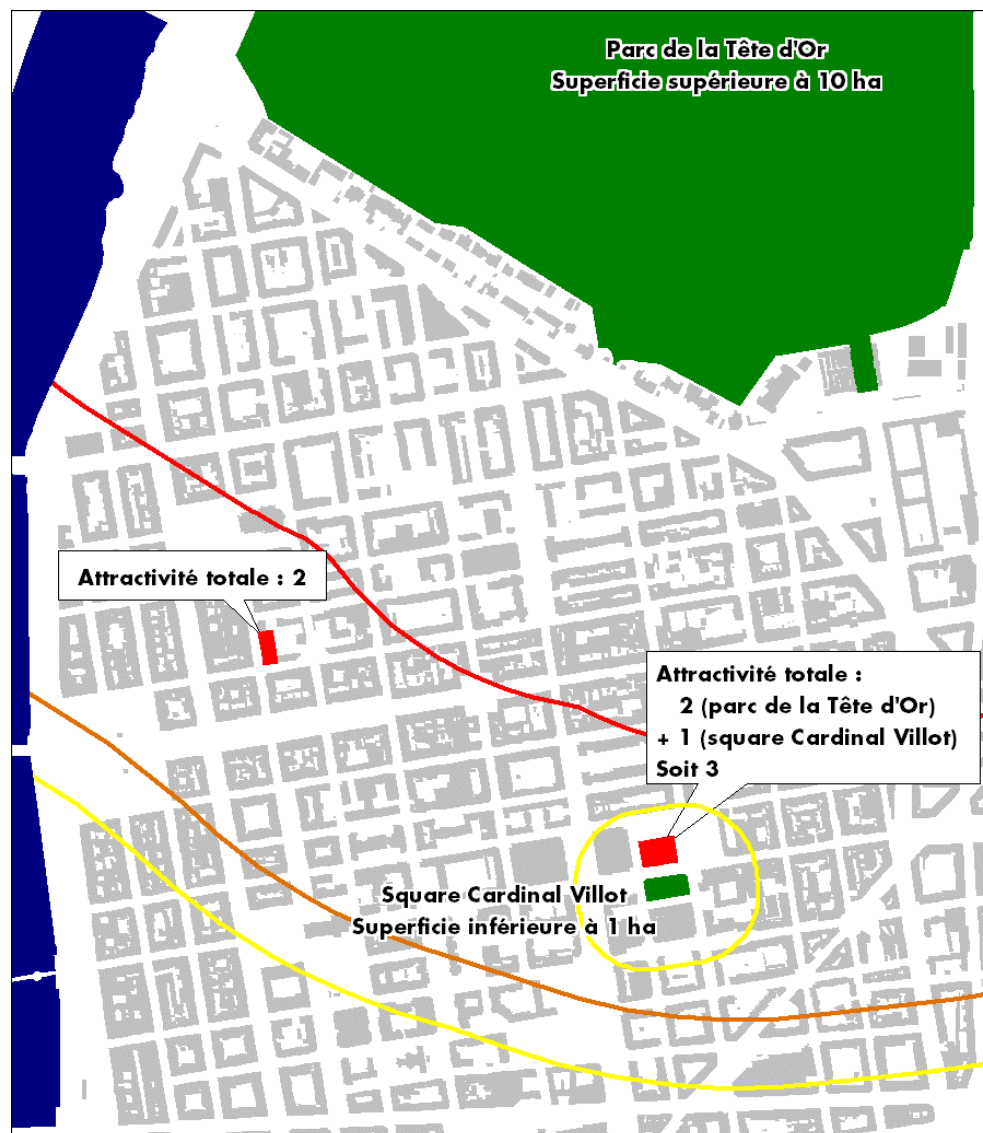 Parc de la Tête d'Or
Superficie supérieure à 10 ha
Attractivité totale : 2
Attractivité totale :
2 (parc de la Tête d'Or)
+ 1 (square Cardinal Villot)
Soit 3
Square Cardinal Villot
Superficie inférieure à 1 ha